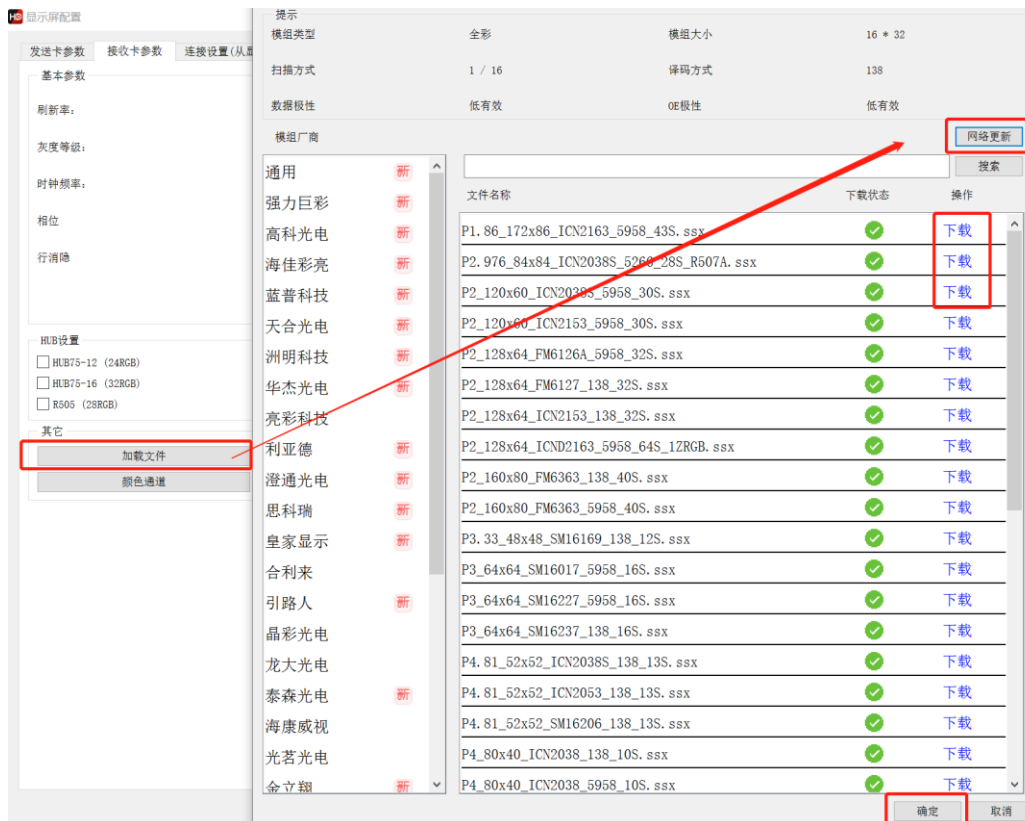 HD 显示屏配置
发送卡参数 接收卡参数 连接设置(从显
基本参数
刷新率:
灰度等级:
时钟频率:
相位
行消隐
HUB设置
HUB75-12 (24RGB)
HUB75-16 (32RGB)
R505 (28RGB)
其它
加载文件
颜色通道
提示
模组类型 全彩 模组大小 16 * 32
扫描方式 1 / 16 译码方式 138
数据极性 低有效 OE极性 低有效
模组厂商 网络更新
搜索
通用 新
强力巨彩 新
高科光电 新
海佳彩亮 新
蓝普科技 新
天合光电 新
洲明科技 新
华杰光电 新
亮彩科技
利亚德 新
澄通光电 新
思科瑞 新
皇家显示 新
合利来
引路人 新
晶彩光电
龙大光电
泰森光电 新
海康威视
光茗光电
金立翔 新
文件名称 下载状态 操作
P1.86_172x86_ICN2163_5958_43S.ssx 下载
P2.976_84x84_ICN2038S_5266_28S_R507A.ssx 下载
P2_120x60_ICN2038S_5958_30S.ssx 下载
P2_120x60_ICN2153_5958_30S.ssx 下载
P2_128x64_FM6126A_5958_32S.ssx 下载
P2_128x64_FM6127_138_32S.ssx 下载
P2_128x64_ICN2153_138_32S.ssx 下载
P2_128x64_ICND2163_5958_64S_1ZRGB.ssx 下载
P2_160x80_FM6363_138_40S.ssx 下载
P2_160x80_FM6363_5958_40S.ssx 下载
P3.33_48x48_SM16169_138_12S.ssx 下载
P3_64x64_SM16017_5958_16S.ssx 下载
P3_64x64_SM16227_5958_16S.ssx 下载
P3_64x64_SM16237_138_16S.ssx 下载
P4.81_52x52_ICN2038S_138_13S.ssx 下载
P4.81_52x52_ICN2053_138_13S.ssx 下载
P4.81_52x52_SM16206_138_13S.ssx 下载
P4_80x40_ICN2038_138_10S.ssx 下载
P4_80x40_ICN2038_5958_10S.ssx 下载
确定 取消